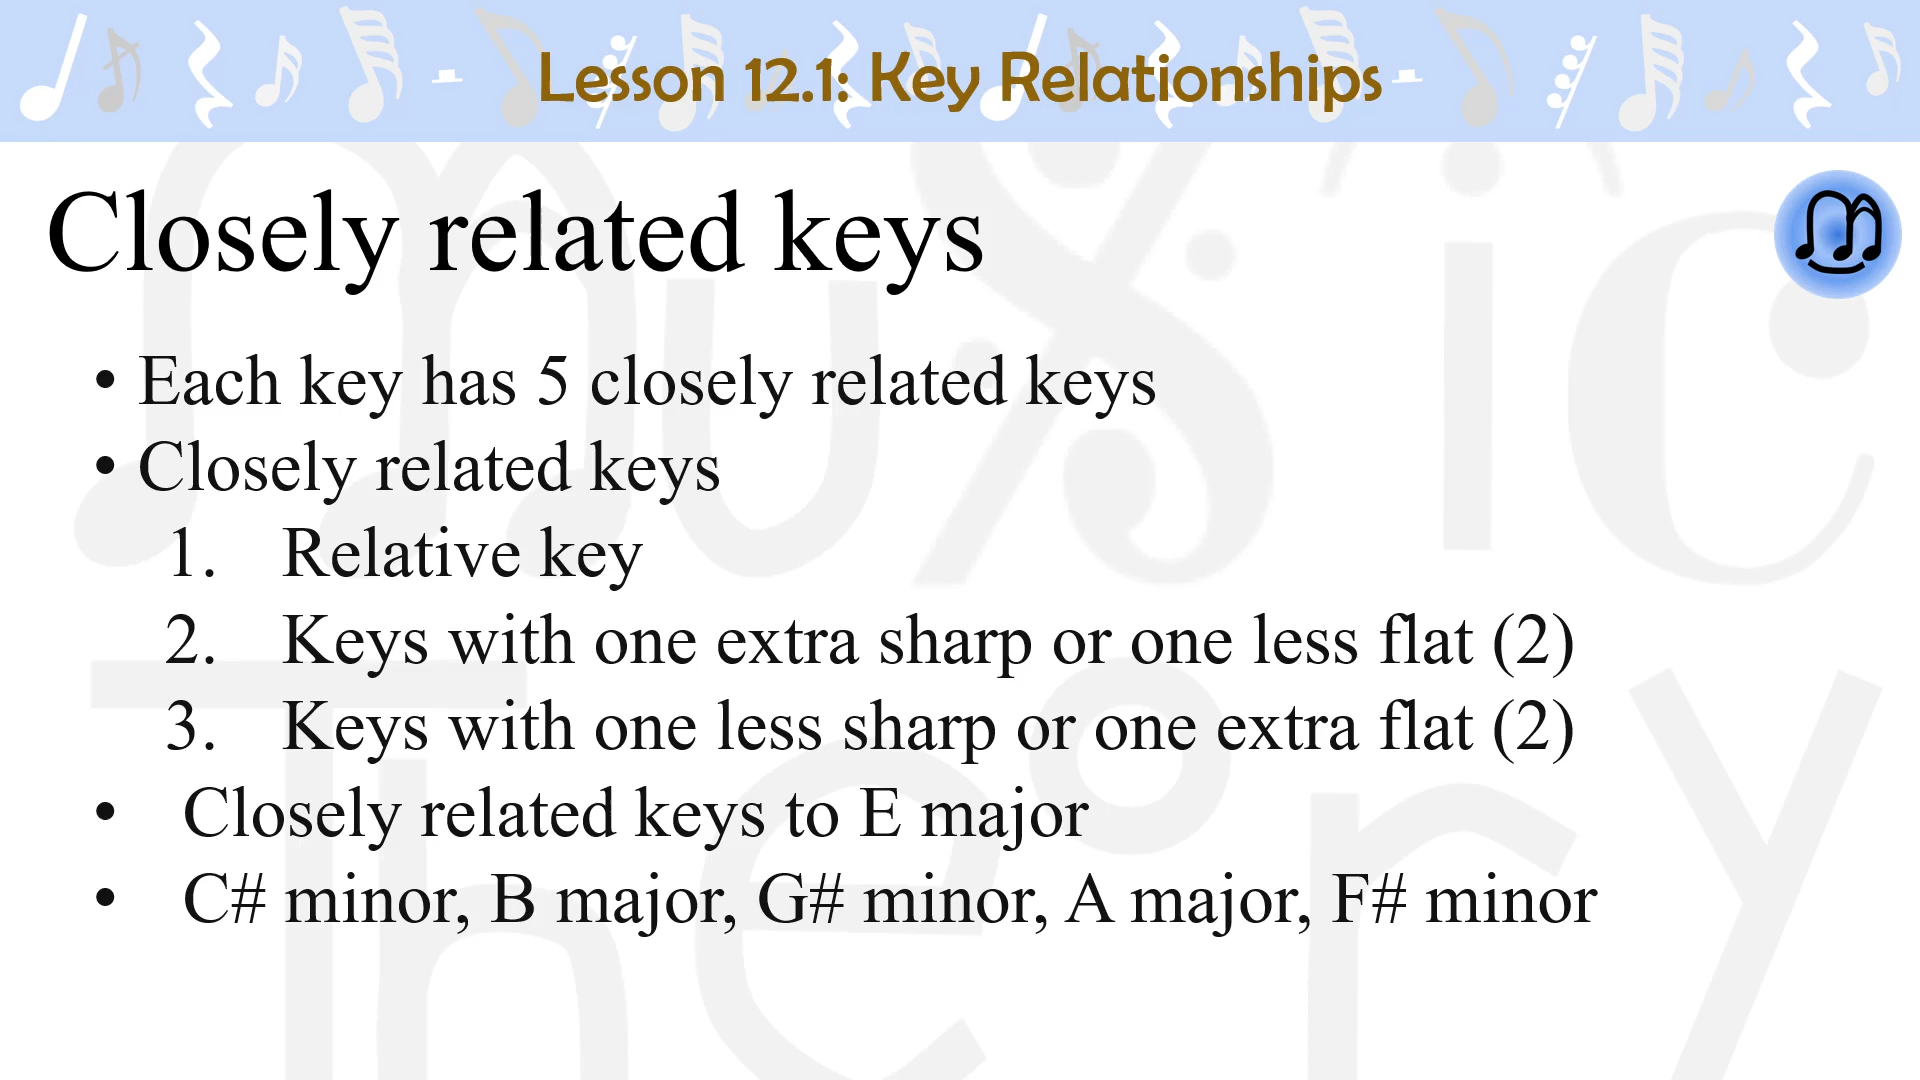 Lesson 12.1: Key Relationships
Closely related keys
• Each key has 5 closely related keys
• Closely related keys
1. Relative key
2. Keys with one extra sharp or one less flat (2)
3. Keys with one less sharp or one extra flat (2)
• Closely related keys to E major
• C# minor, B major, G# minor, A major, F# minor
music
Theory